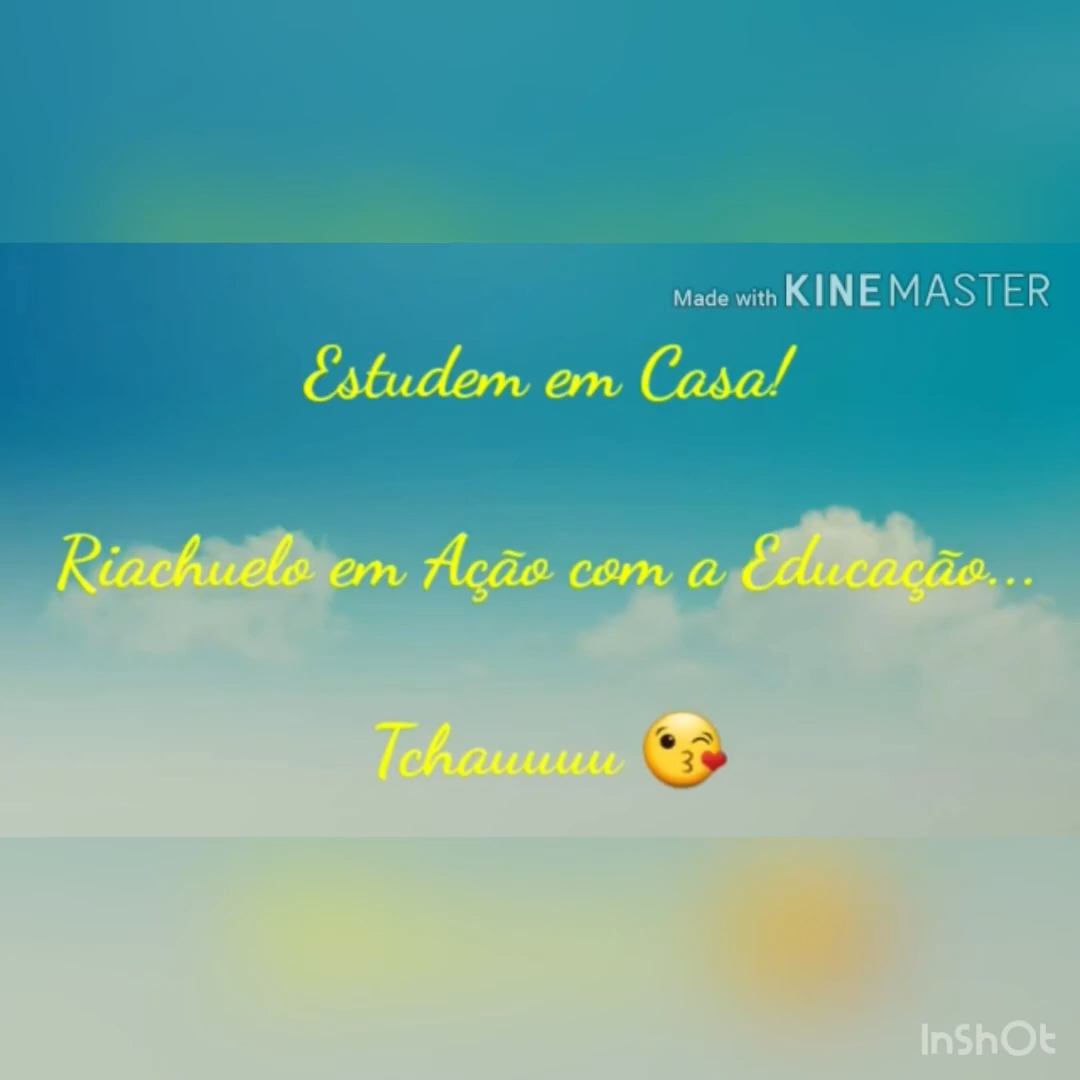 Made with KINEMASTER
Estudem em Casa!
Riachuelo em Ação com a Educação...
Tchauuuu 😘
InShOt